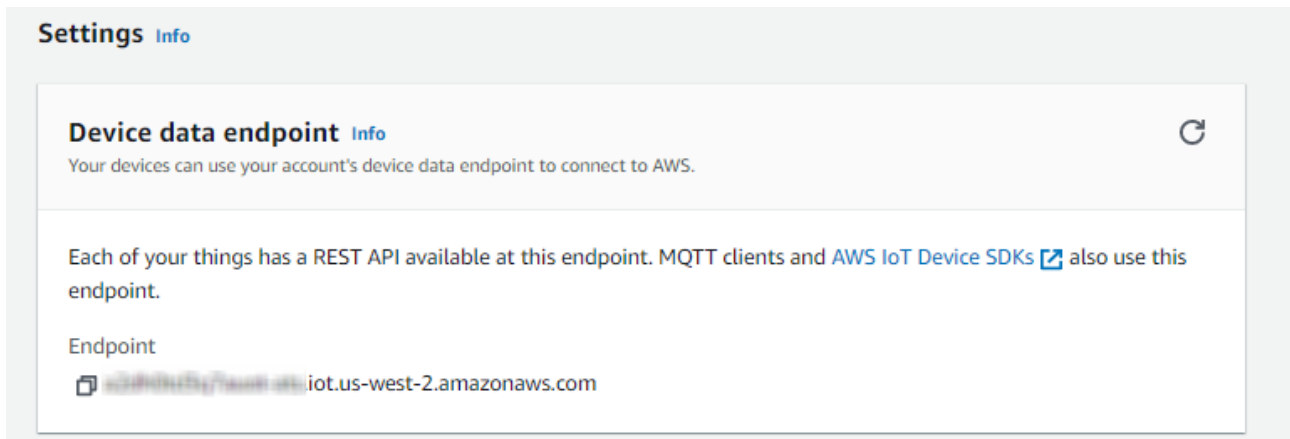 Settings Info
Device data endpoint Info
Your devices can use your account's device data endpoint to connect to AWS.
Each of your things has a REST API available at this endpoint. MQTT clients and AWS IoT Device SDKs also use this
endpoint.
Endpoint
.iot.us-west-2.amazonaws.com